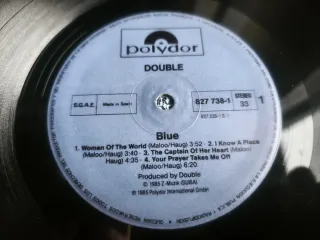 polydor
DOUBLE
S.G.A.E.
Made in Spain
827 738-1
STEREO
33
1
Blue
1. Woman Of The World (Maloo/Haug) 3:52 · 2. I Know A Place
(Maloo/Haug) 3:40 · 3. The Captain Of Her Heart (Maloo/
Haug) 4:35 · 4. Your Prayer Takes Me Off
(Maloo/Haug) 6:20
Produced by Double
℗ 1985 Z-Muzik (SUISA)
© 1985 Polydor International GmbH